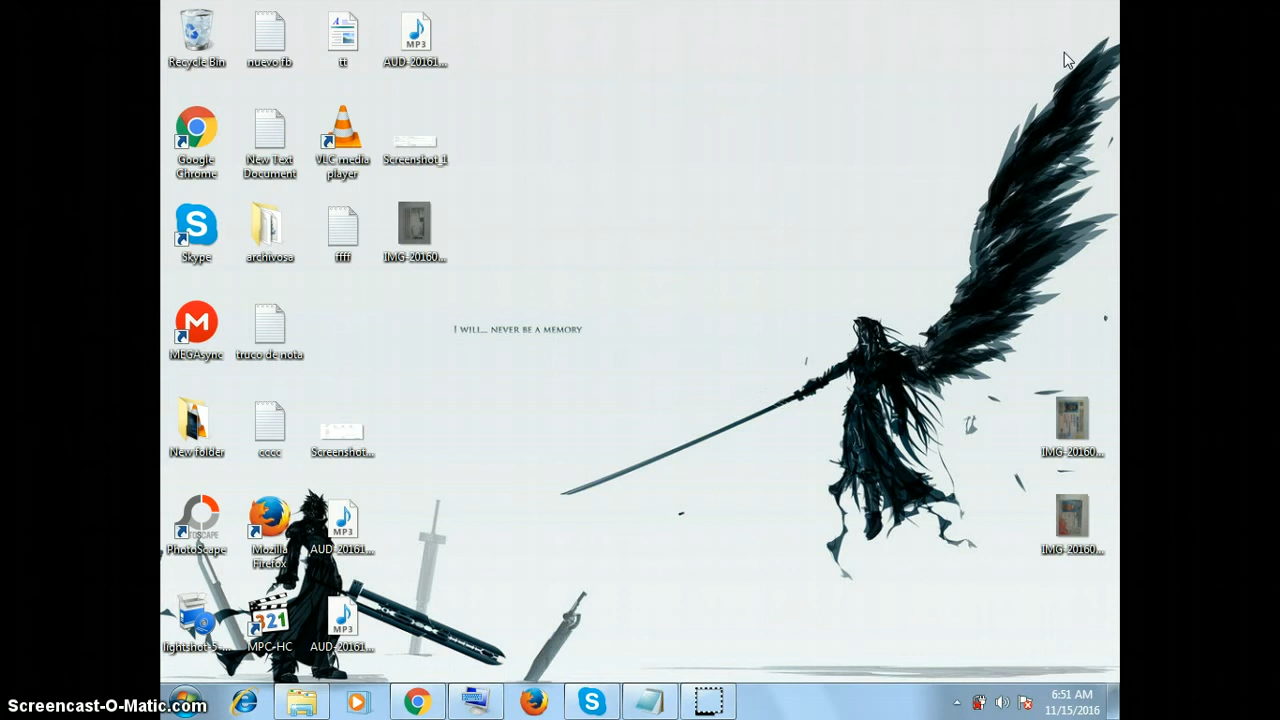 Recycle Bin
nuevo fb
tt
AUD-20161...
MP3
Google
Chrome
New Text
Document
VLC media
player
Screenshot_1
Skype
archivosa
ffff
IMG-20160...
MEGAsync
truco de nota
I WILL.... NEVER BE A MEMORY
New folder
cccc
Screenshot...
IMG-20160...
PhotoScape
Mozilla
Firefox
MP3
AUD-20161...
IMG-20160...
lightshot-5-...
321
MPC-HC
MP3
AUD-20161...
Screencast-O-Matic.com
6:51 AM
11/15/2016